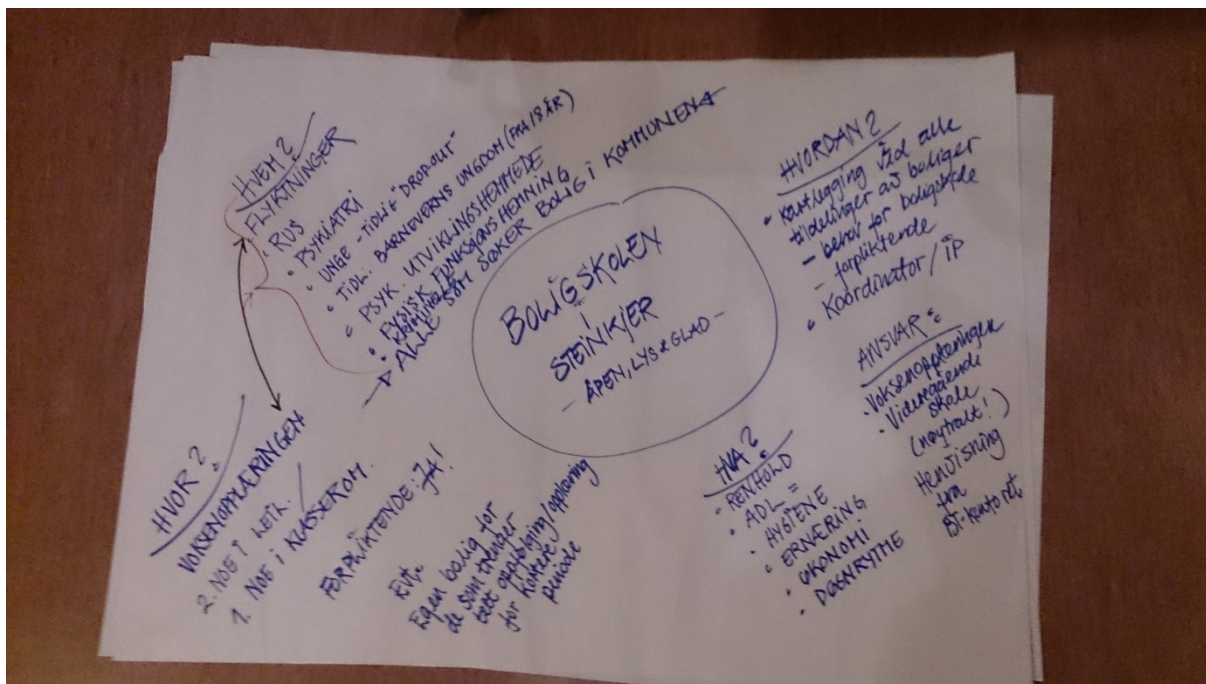 BOLIGSKOLEN
i
STEINKJER
- ÅPEN, LYS & GLAD -
HVEM?
FLYKTNINGER
• RUS
• PSYKIATRI
• UNGE - TIDLIG "DROPOUT"
• TIDL. BARNEVERNS UNGDOM (FRA 18 ÅR)
• PSYK. UTVIKLINGSHEMMEDE
• FYSISK FUNKSJONSHEMNING
• KRIMINELLE
→ ALLE SOM SØKER BOLIG I KOMMUNEN
HVORDAN?
• Kartlegging ved alle
tildelinger av boliger
- behov for boligskole
- forpliktende
• Koordinator / IP
ANSVAR:
• Voksenopplæringen
• Videregående
skole
(nøytralt!)
Henvisning
fra
BT-kontoret
HVA?
• RENHOLD
• ADL =
• HYGIENE
• ERNÆRING
• ØKONOMI
• DØGNRYTME
HVOR?
VOKSENOPPLÆRINGEN
2. NOE I LEIL.
1. NOE I KLASSEROM.
FORPLIKTENDE: JA!
Evt.
Egen bolig for
de som trenger
tett oppfølging/opplæring
for kortere
periode